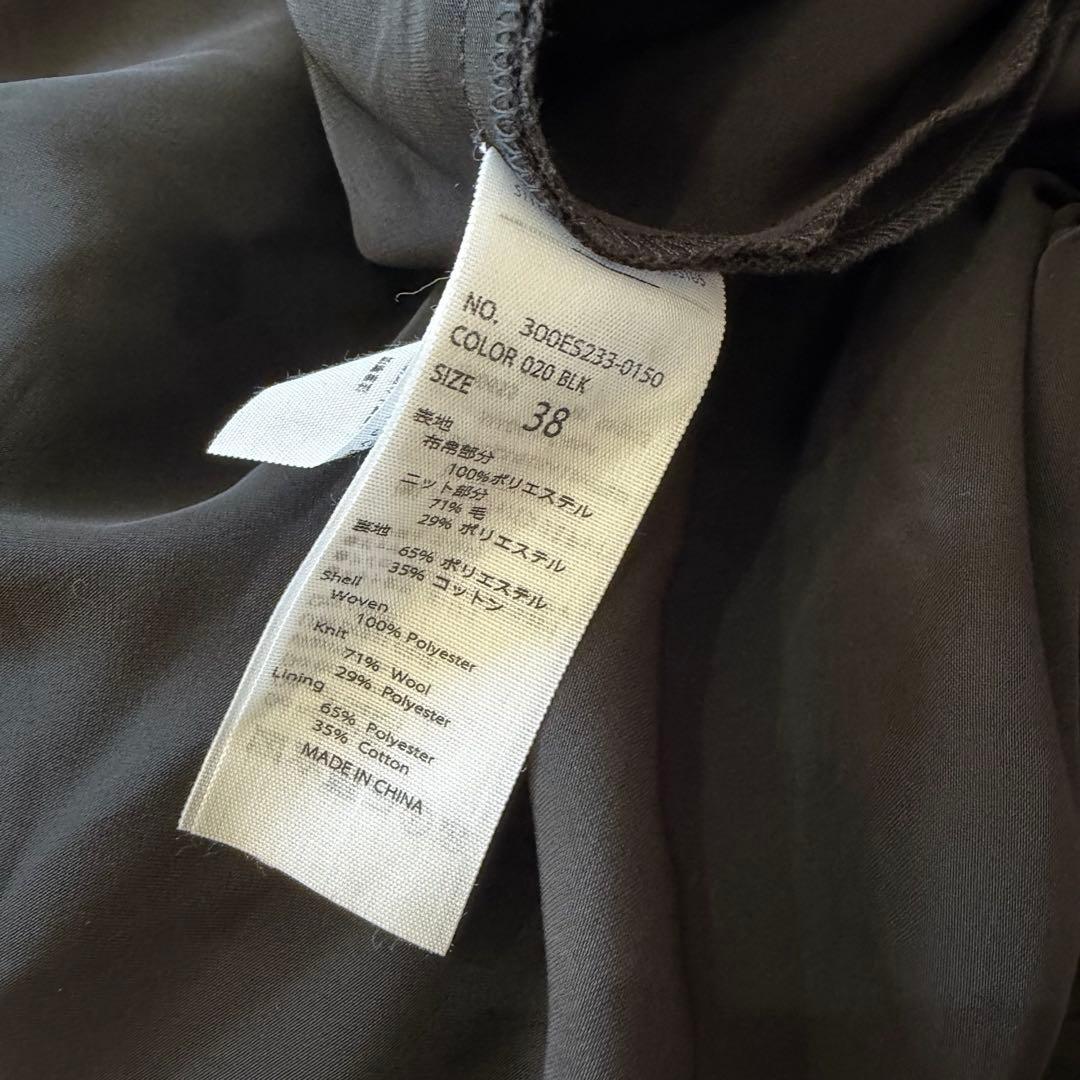 NO. 300ES233-0150
COLOR 020 BLK
SIZE 38
表地
布帛部分
100%ポリエステル
ニット部分
71% 毛
29% ポリエステル
裏地
65% ポリエステル
35% コットン
Shell
Woven
100% Polyester
Knit
71% Wool
29% Polyester
Lining
65% Polyester
35% Cotton
MADE IN CHINA